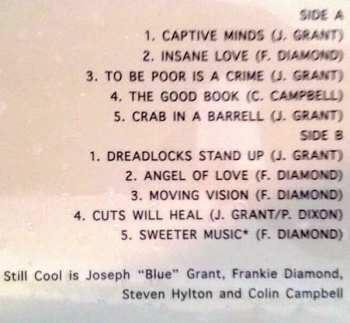 SIDE A
1. CAPTIVE MINDS (J. GRANT)
2. INSANE LOVE (F. DIAMOND)
3. TO BE POOR IS A CRIME (J. GRANT)
4. THE GOOD BOOK (C. CAMPBELL)
5. CRAB IN A BARRELL (J. GRANT)
SIDE B
1. DREADLOCKS STAND UP (J. GRANT)
2. ANGEL OF LOVE (F. DIAMOND)
3. MOVING VISION (F. DIAMOND)
4. CUTS WILL HEAL (J. GRANT/P. DIXON)
5. SWEETER MUSIC* (F. DIAMOND)
Still Cool is Joseph "Blue" Grant, Frankie Diamond,
Steven Hylton and Colin Campbell